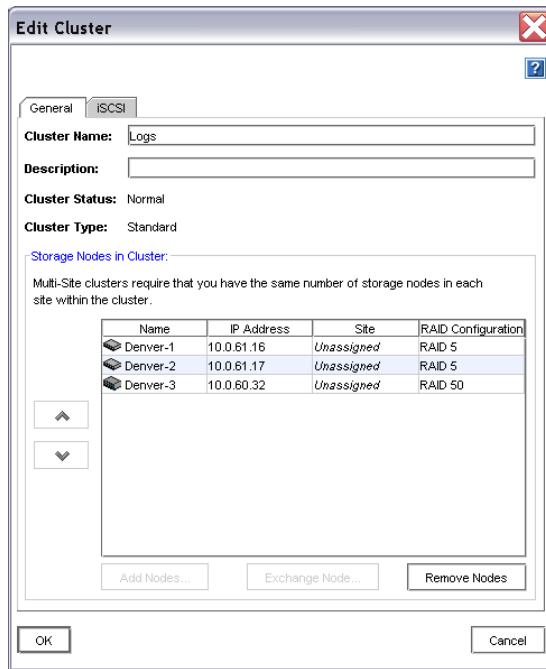 Edit Cluster
?
General iSCSI
Cluster Name: Logs
Description:
Cluster Status: Normal
Cluster Type: Standard
Storage Nodes in Cluster:
Multi-Site clusters require that you have the same number of storage nodes in each
site within the cluster.
Name IP Address Site RAID Configuration
Denver-1 10.0.61.16 Unassigned RAID 5
Denver-2 10.0.61.17 Unassigned RAID 5
Denver-3 10.0.60.32 Unassigned RAID 50
Add Nodes... Exchange Node... Remove Nodes
OK Cancel